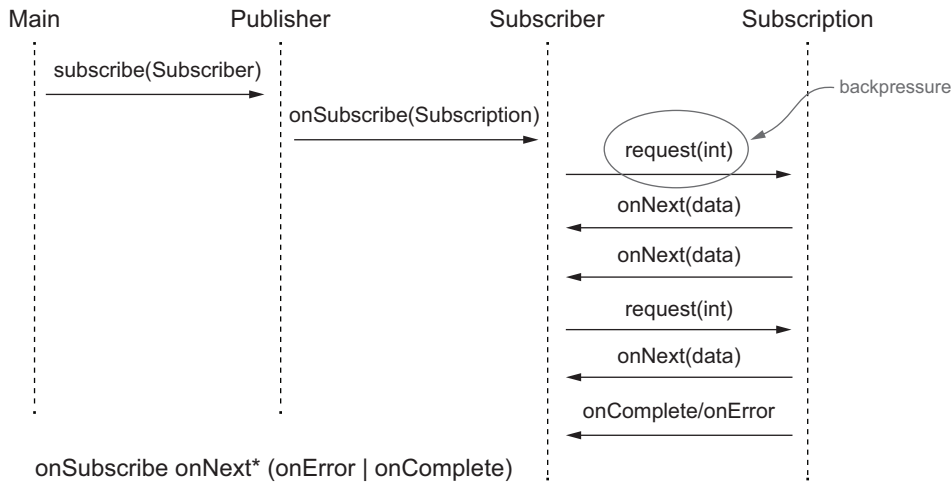 Main Publisher Subscriber Subscription
subscribe(Subscriber)
backpressure
onSubscribe(Subscription)
request(int)
onNext(data)
onNext(data)
request(int)
onNext(data)
onComplete/onError
onSubscribe onNext* (onError | onComplete)